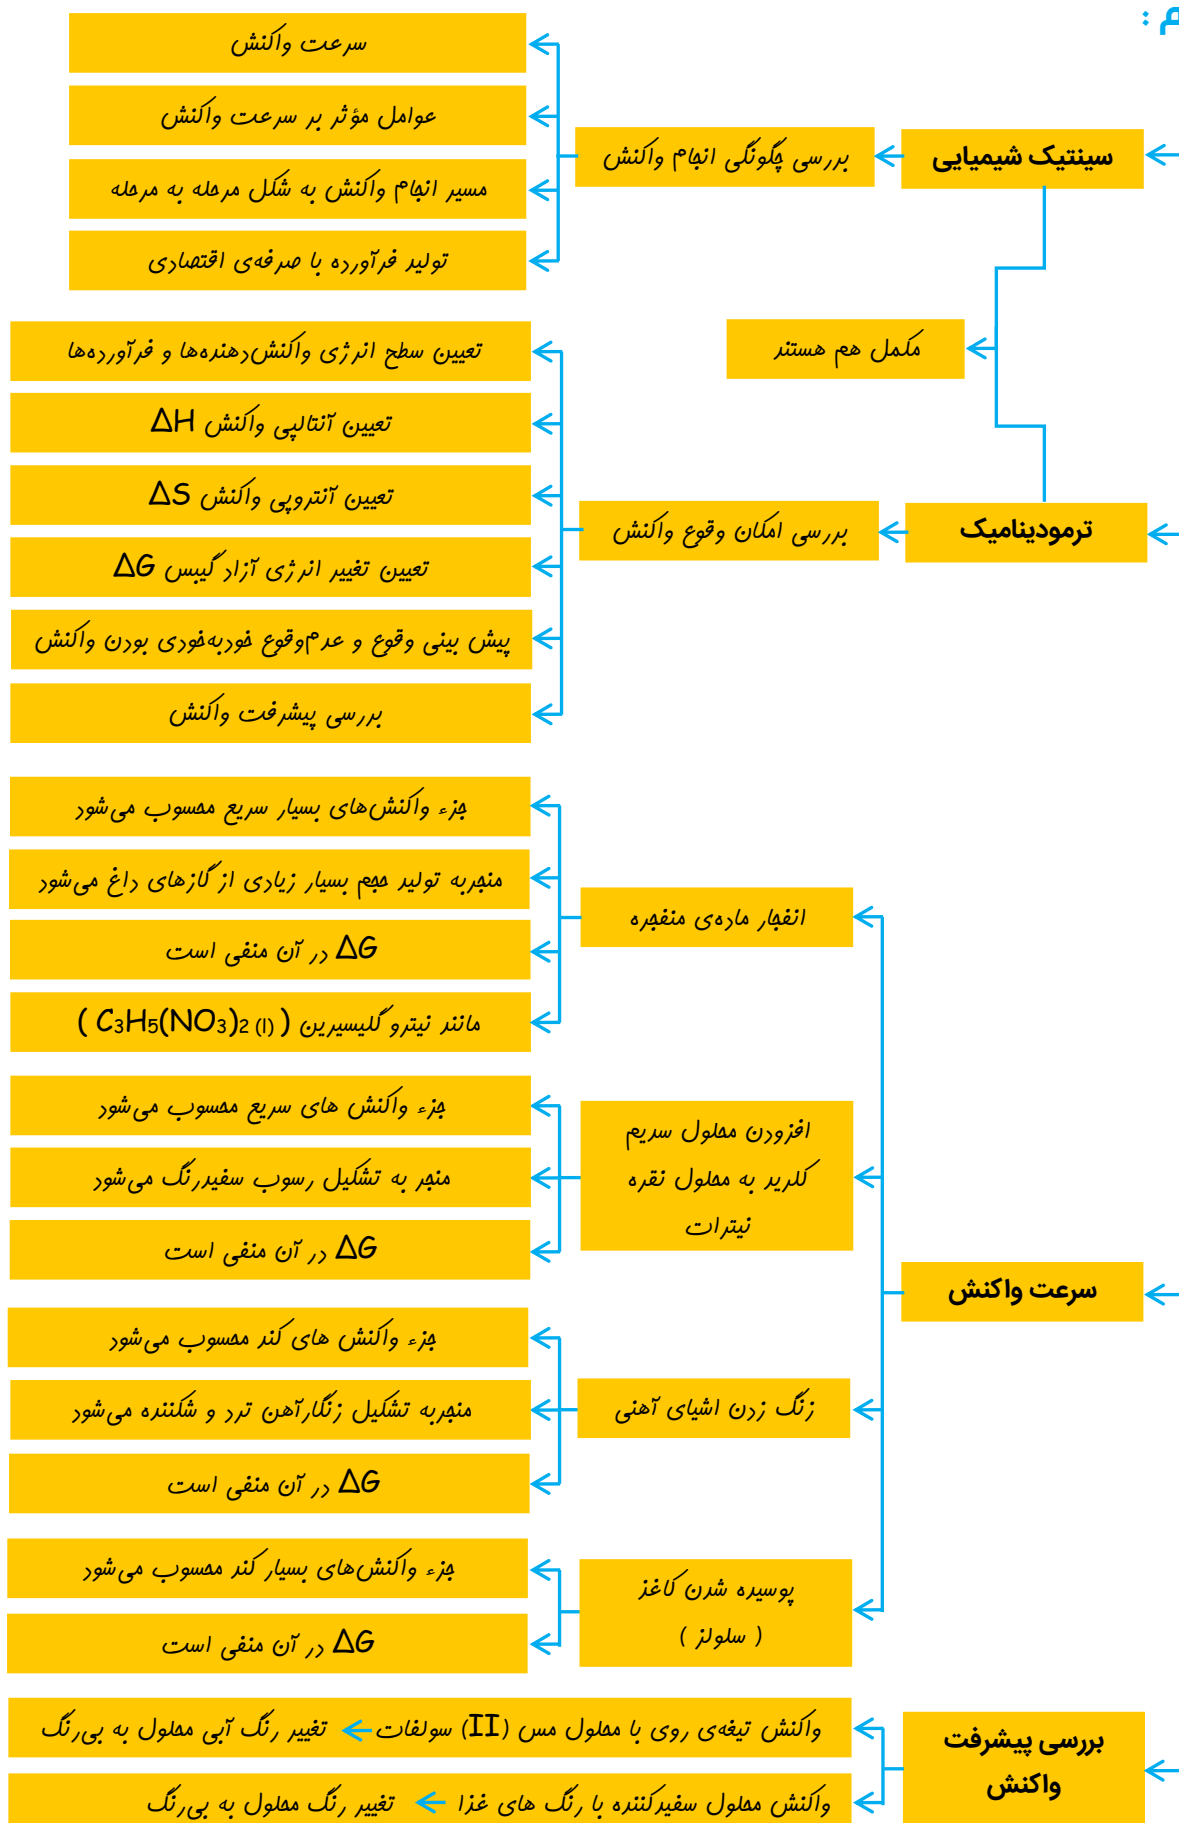 م :
سینتیک شیمیایی
بررسی چگونگی انجام واکنش
سرعت واکنش
عوامل مؤثر بر سرعت واکنش
مسیر انجام واکنش به شکل مرحله به مرحله
تولید فرآورده با صرفه‌ی اقتصادی
مکمل هم هستند
ترمودینامیک
بررسی امکان وقوع واکنش
تعیین سطح انرژی واکنش‌دهنده‌ها و فرآورده‌ها
تعیین آنتالپی واکنش ΔH
تعیین آنتروپی واکنش ΔS
تعیین تغییر انرژی آزاد گیبس ΔG
پیش بینی وقوع و عدم‌وقوع خودبه‌خودی بودن واکنش
بررسی پیشرفت واکنش
سرعت واکنش
انفجار ماده‌ی منفجره
جزء واکنش‌های بسیار سریع محسوب می‌شود
منجربه تولید حجم بسیار زیادی از گازهای داغ می‌شود
ΔG در آن منفی است
مانند نیترو گلیسیرین ( C3H5(NO3)2 (l) )
افزودن محلول سریم
کلرید به محلول نقره
نیترات
جزء واکنش های سریع محسوب می‌شود
منجر به تشکیل رسوب سفیدرنگ می‌شود
ΔG در آن منفی است
زنگ زدن اشیای آهنی
جزء واکنش های کند محسوب می‌شود
منجربه تشکیل زنگارآهن ترد و شکننده می‌شود
ΔG در آن منفی است
پوسیده شدن کاغذ
( سلولز )
جزء واکنش‌های بسیار کند محسوب می‌شود
ΔG در آن منفی است
بررسی پیشرفت
واکنش
واکنش تیغه‌ی روی با محلول مس (II) سولفات ← تغییر رنگ آبی محلول به بی‌رنگ
واکنش محلول سفیدکننده با رنگ های غذا ← تغییر رنگ محلول به بی‌رنگ